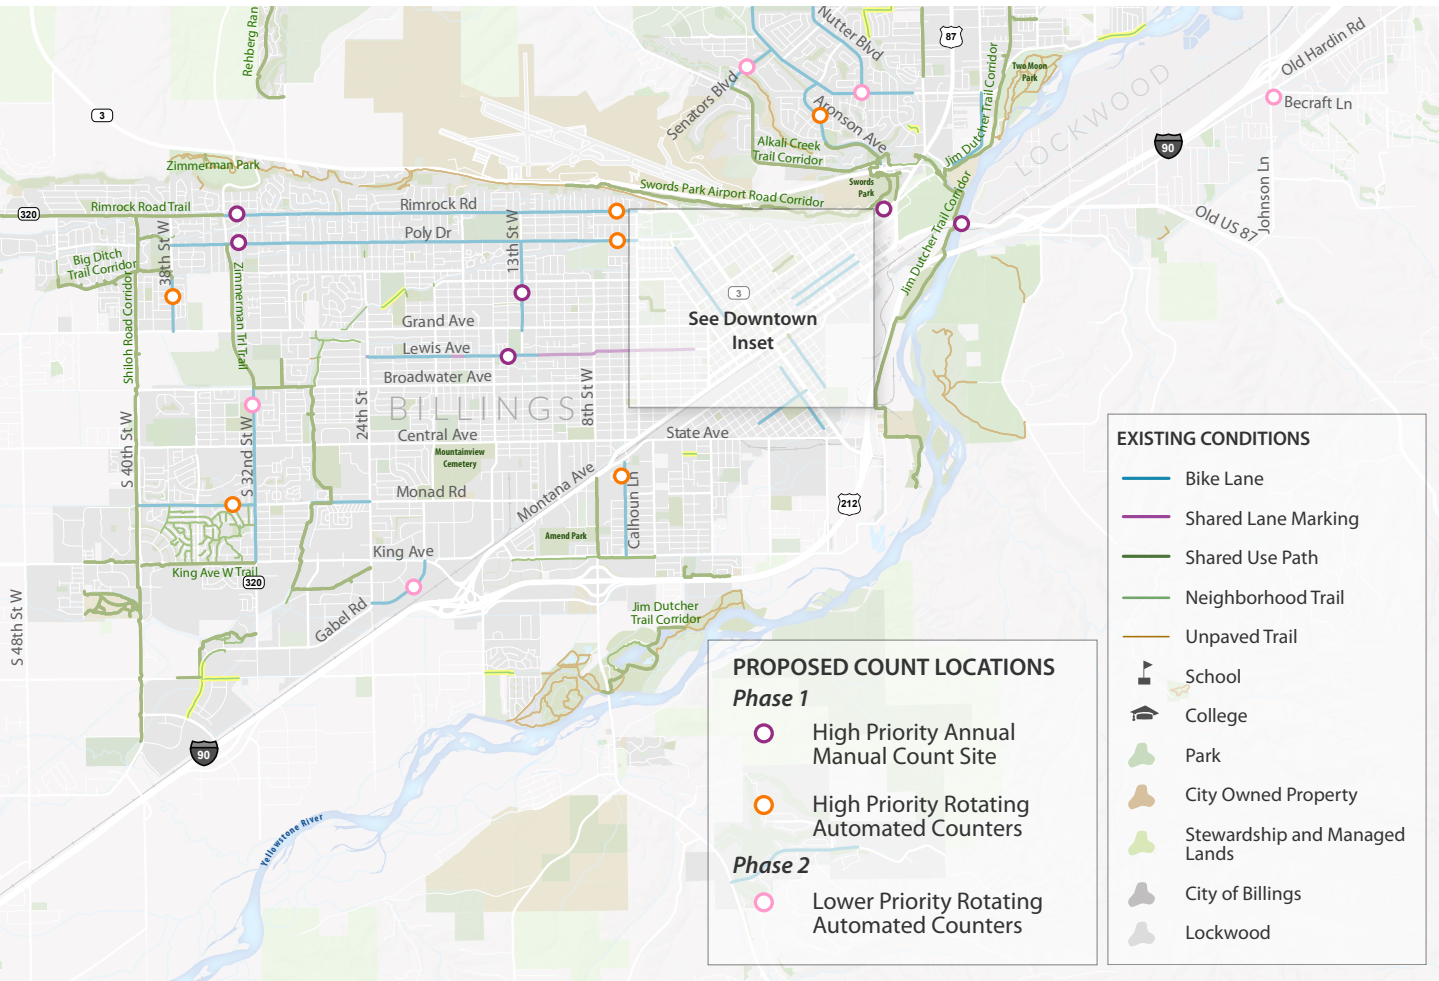 Rehberg Ran
Nutter Blvd
87
Old Hardin Rd
Two Moon
Park
Senators Blvd
Becraft Ln
3
Aronson Ave
LOCKWOOD
Jim Dutcher Trail Corridor
90
Alkali Creek
Trail Corridor
Zimmerman Park
Swords Park Airport Road Corridor
Swords
Park
Jim Dutcher Trail Corridor
Johnson Ln
Old US 87
320
Rimrock Road Trail
Rimrock Rd
Poly Dr
38th St W
13th St W
Big Ditch
Trail Corridor
Shiloh Road Corridor
Zimmerman Trl Trail
3
See Downtown
Inset
Grand Ave
Lewis Ave
Broadwater Ave
BILLINGS
24th St
8th St W
S 40th St W
S 32nd St W
Central Ave
State Ave
Mountainview
Cemetery
Monad Rd
Montana Ave
Calhoun Ln
212
Amend Park
King Ave
King Ave W Trail
320
Gabel Rd
S 48th St W
Jim Dutcher
Trail Corridor
90
Yellowstone River
PROPOSED COUNT LOCATIONS
Phase 1
High Priority Annual
Manual Count Site
High Priority Rotating
Automated Counters
Phase 2
Lower Priority Rotating
Automated Counters
EXISTING CONDITIONS
Bike Lane
Shared Lane Marking
Shared Use Path
Neighborhood Trail
Unpaved Trail
School
College
Park
City Owned Property
Stewardship and Managed
Lands
City of Billings
Lockwood